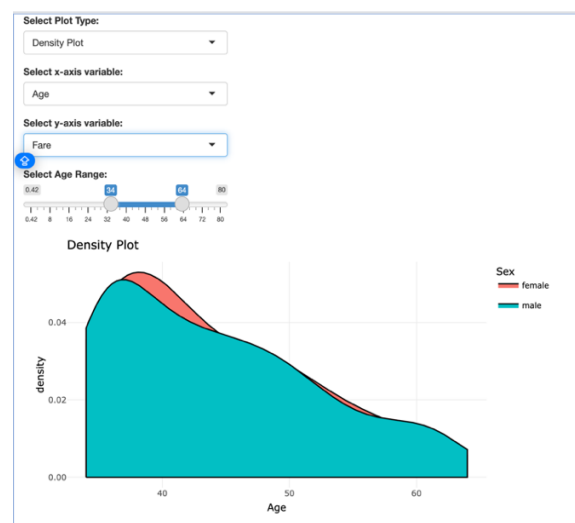 Select Plot Type:
Density Plot
Select x-axis variable:
Age
Select y-axis variable:
Fare
Select Age Range:
0.42 34 64 80
0.42 8 16 24 32 40 48 56 64 72 80
Density Plot
Sex
female
male
0.04
density
0.02
0.00
40 50 60
Age